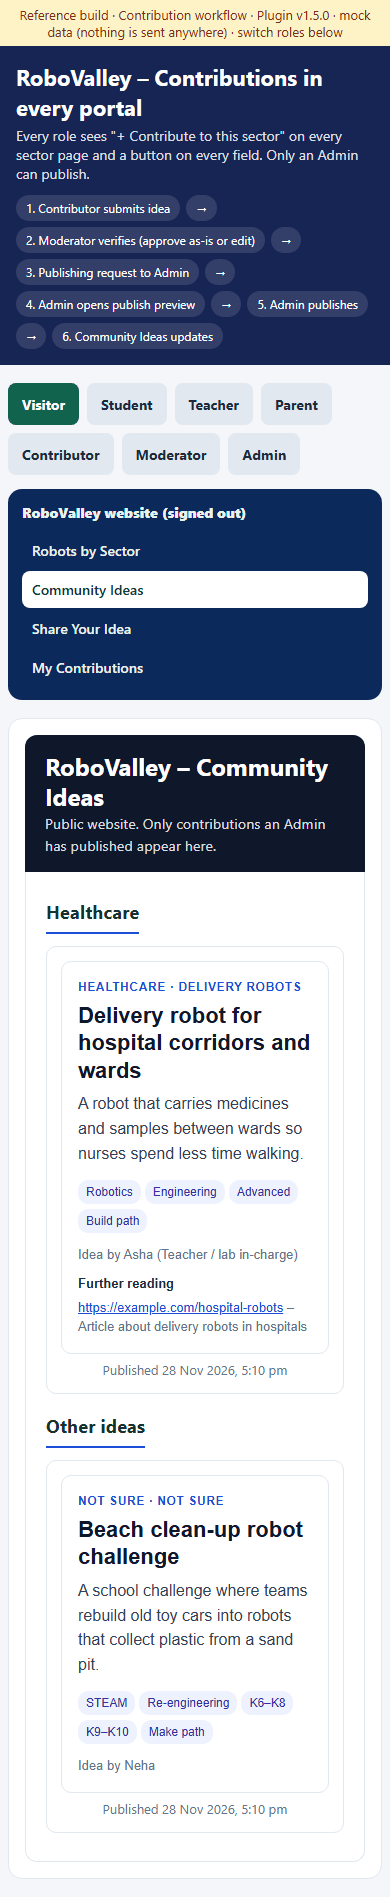 Reference build · Contribution workflow · Plugin v1.5.0 · mock
data (nothing is sent anywhere) · switch roles below
RoboValley – Contributions in
every portal
Every role sees "+ Contribute to this sector" on every
sector page and a button on every field. Only an Admin
can publish.
1. Contributor submits idea →
2. Moderator verifies (approve as-is or edit) →
3. Publishing request to Admin →
4. Admin opens publish preview → 5. Admin publishes
→ 6. Community Ideas updates
Visitor Student Teacher Parent
Contributor Moderator Admin
RoboValley website (signed out)
Robots by Sector
Community Ideas
Share Your Idea
My Contributions
RoboValley – Community
Ideas
Public website. Only contributions an Admin
has published appear here.
Healthcare
HEALTHCARE · DELIVERY ROBOTS
Delivery robot for
hospital corridors and
wards
A robot that carries medicines
and samples between wards so
nurses spend less time walking.
Robotics Engineering Advanced
Build path
Idea by Asha (Teacher / lab in-charge)
Further reading
https://example.com/hospital-robots –
Article about delivery robots in hospitals
Published 28 Nov 2026, 5:10 pm
Other ideas
NOT SURE · NOT SURE
Beach clean-up robot
challenge
A school challenge where teams
rebuild old toy cars into robots
that collect plastic from a sand
pit.
STEAM Re-engineering K6–K8
K9–K10 Make path
Idea by Neha
Published 28 Nov 2026, 5:10 pm